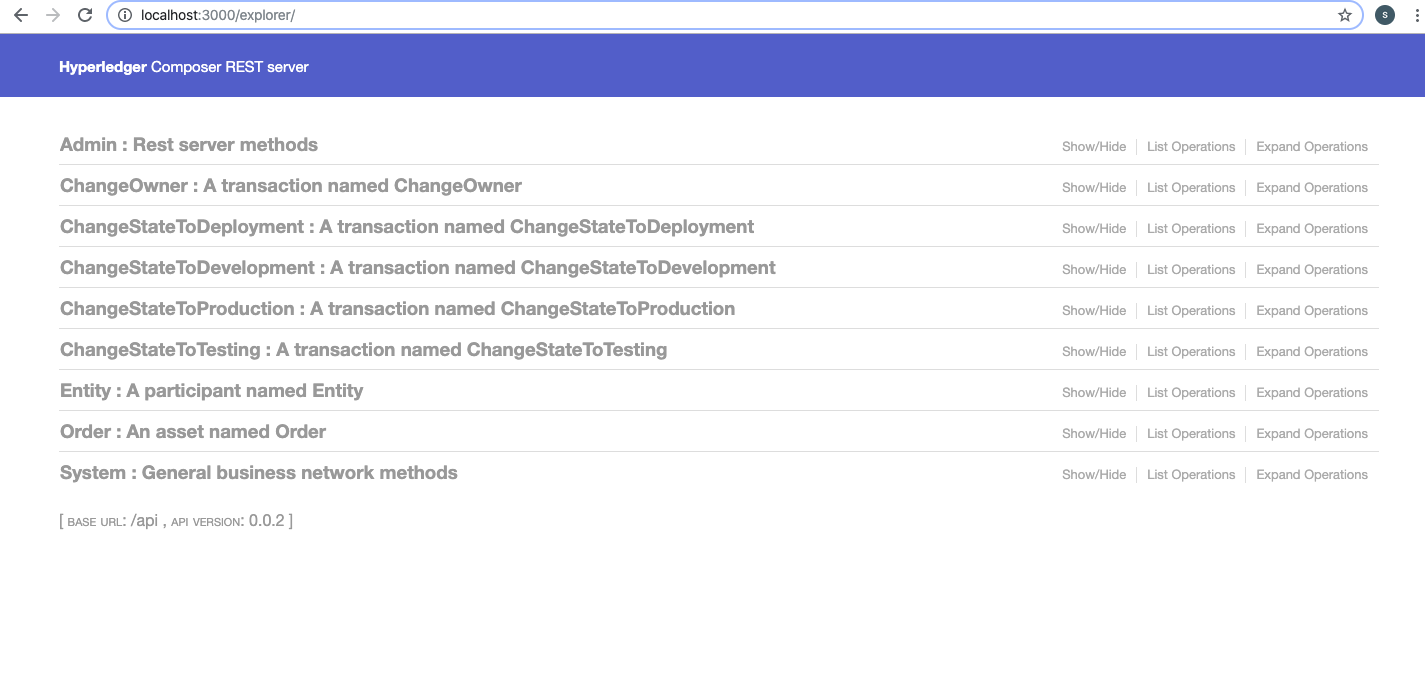 localhost:3000/explorer/
S
Hyperledger Composer REST server
Admin : Rest server methods Show/Hide List Operations Expand Operations
ChangeOwner : A transaction named ChangeOwner Show/Hide List Operations Expand Operations
ChangeStateToDeployment : A transaction named ChangeStateToDeployment Show/Hide List Operations Expand Operations
ChangeStateToDevelopment : A transaction named ChangeStateToDevelopment Show/Hide List Operations Expand Operations
ChangeStateToProduction : A transaction named ChangeStateToProduction Show/Hide List Operations Expand Operations
ChangeStateToTesting : A transaction named ChangeStateToTesting Show/Hide List Operations Expand Operations
Entity : A participant named Entity Show/Hide List Operations Expand Operations
Order : An asset named Order Show/Hide List Operations Expand Operations
System : General business network methods Show/Hide List Operations Expand Operations
[ BASE URL: /api , API VERSION: 0.0.2 ]